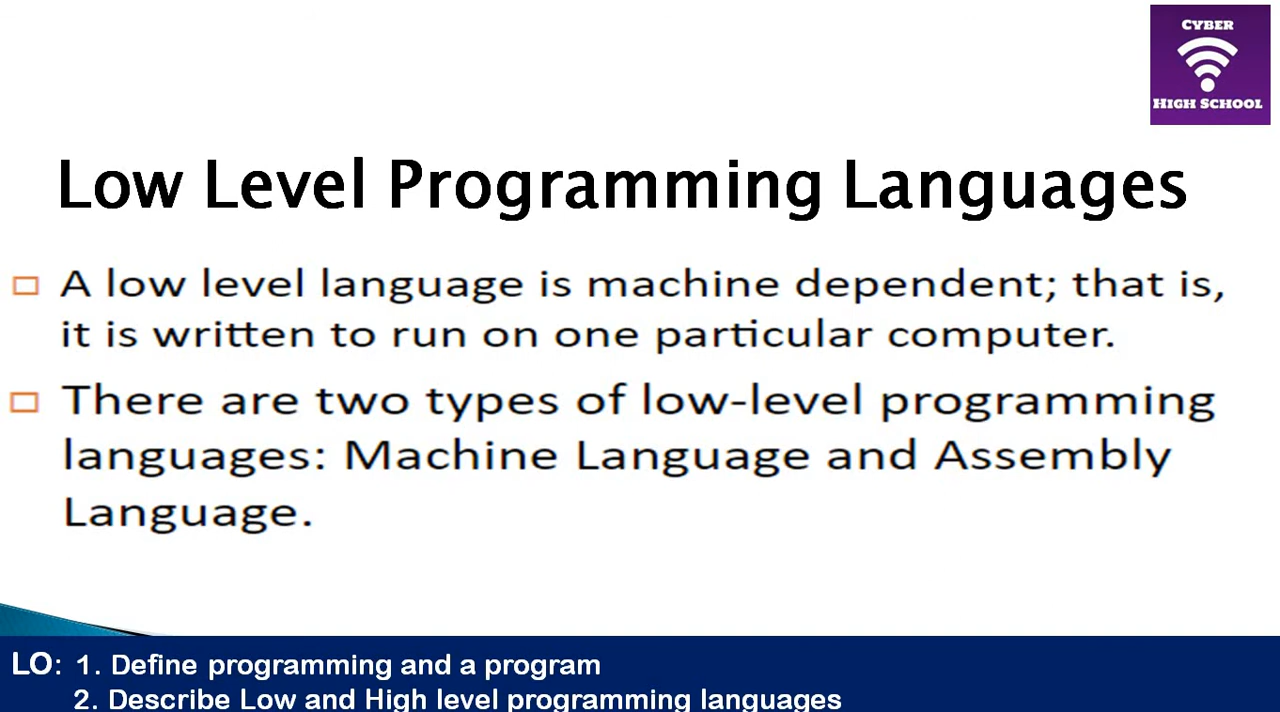 CYBER
HIGH SCHOOL
Low Level Programming Languages
A low level language is machine dependent; that is,
it is written to run on one particular computer.
There are two types of low-level programming
languages: Machine Language and Assembly
Language.
LO: 1. Define programming and a program
2. Describe Low and High level programming languages